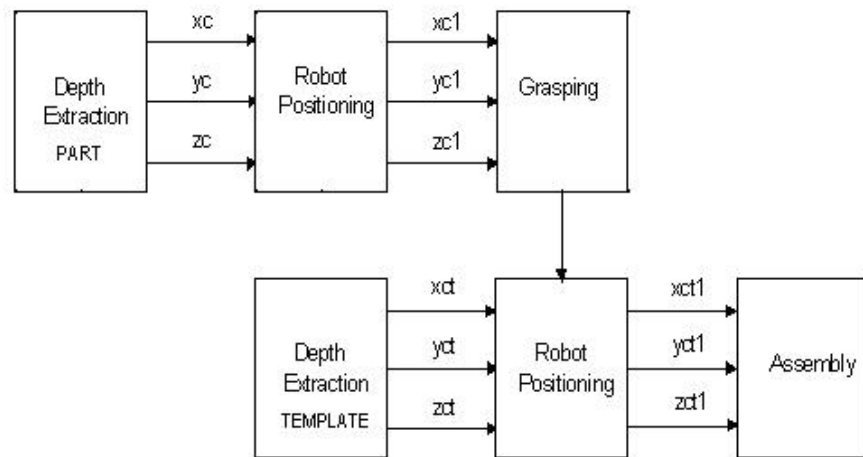 xc
xc1
Depth
Extraction
PART
yc
Robot
Positioning
yc1
Grasping
zc
zc1
xct
xct1
Depth
Extraction
TEMPLATE
yct
Robot
Positioning
yct1
Assembly
zct
zct1